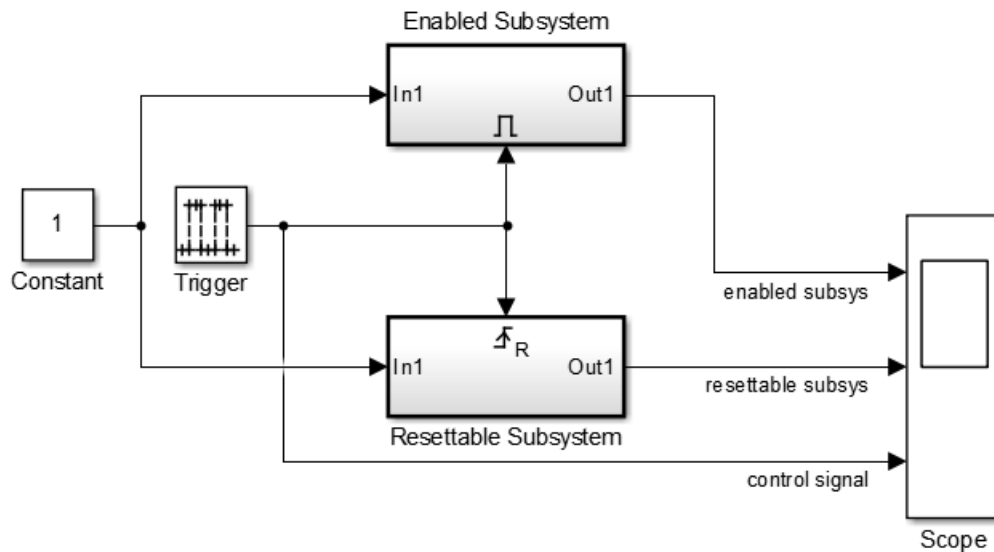 Enabled Subsystem
In1
Out1
1
Constant
Trigger
enabled subsys
R
In1
Out1
resettable subsys
Resettable Subsystem
control signal
Scope